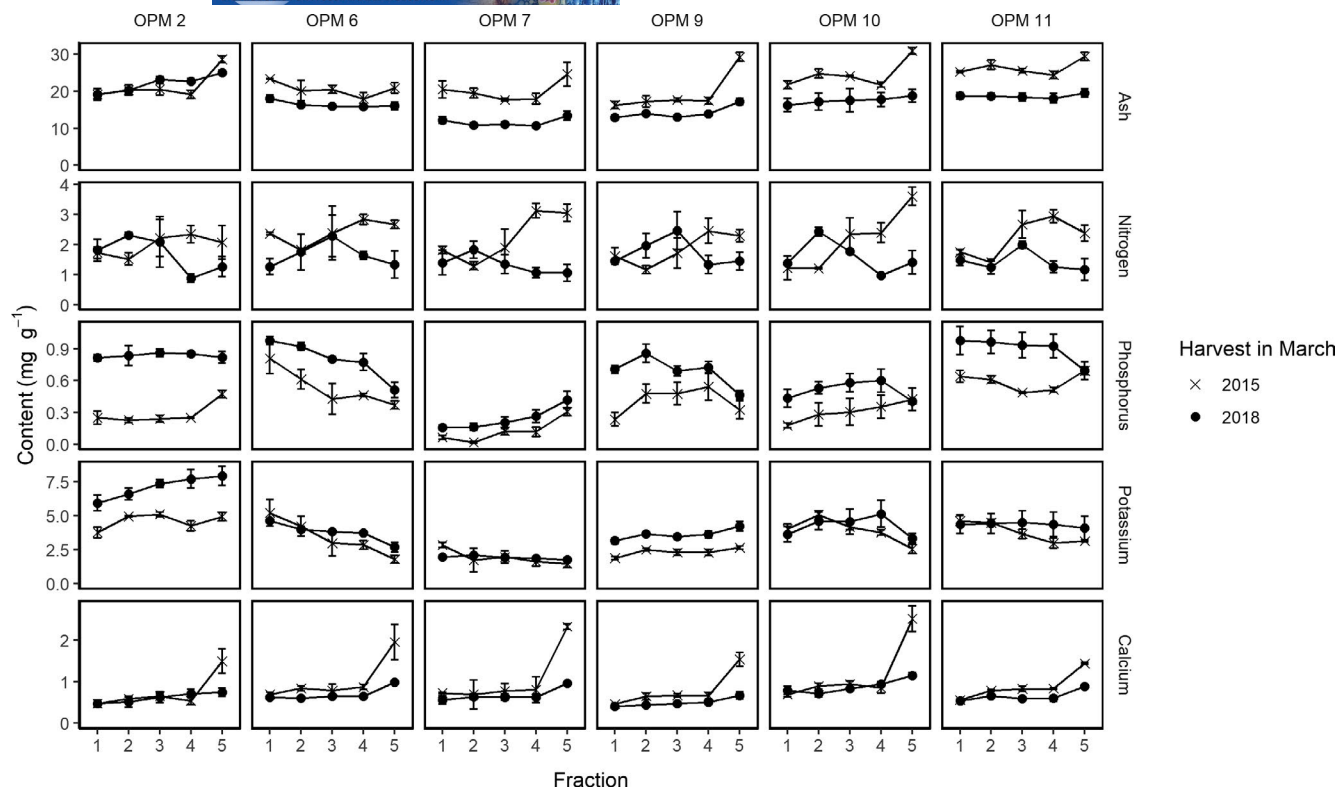 OPM 2 OPM 6 OPM 7 OPM 9 OPM 10 OPM 11
30
20
10
0
Ash
4
3
2
1
0
Nitrogen
0.9
0.6
0.3
0.0
Phosphorus
7.5
5.0
2.5
0.0
Potassium
2
1
0
Calcium
Content (mg g⁻¹)
1 2 3 4 5 1 2 3 4 5 1 2 3 4 5 1 2 3 4 5 1 2 3 4 5 1 2 3 4 5
Fraction
Harvest in March
2015
2018